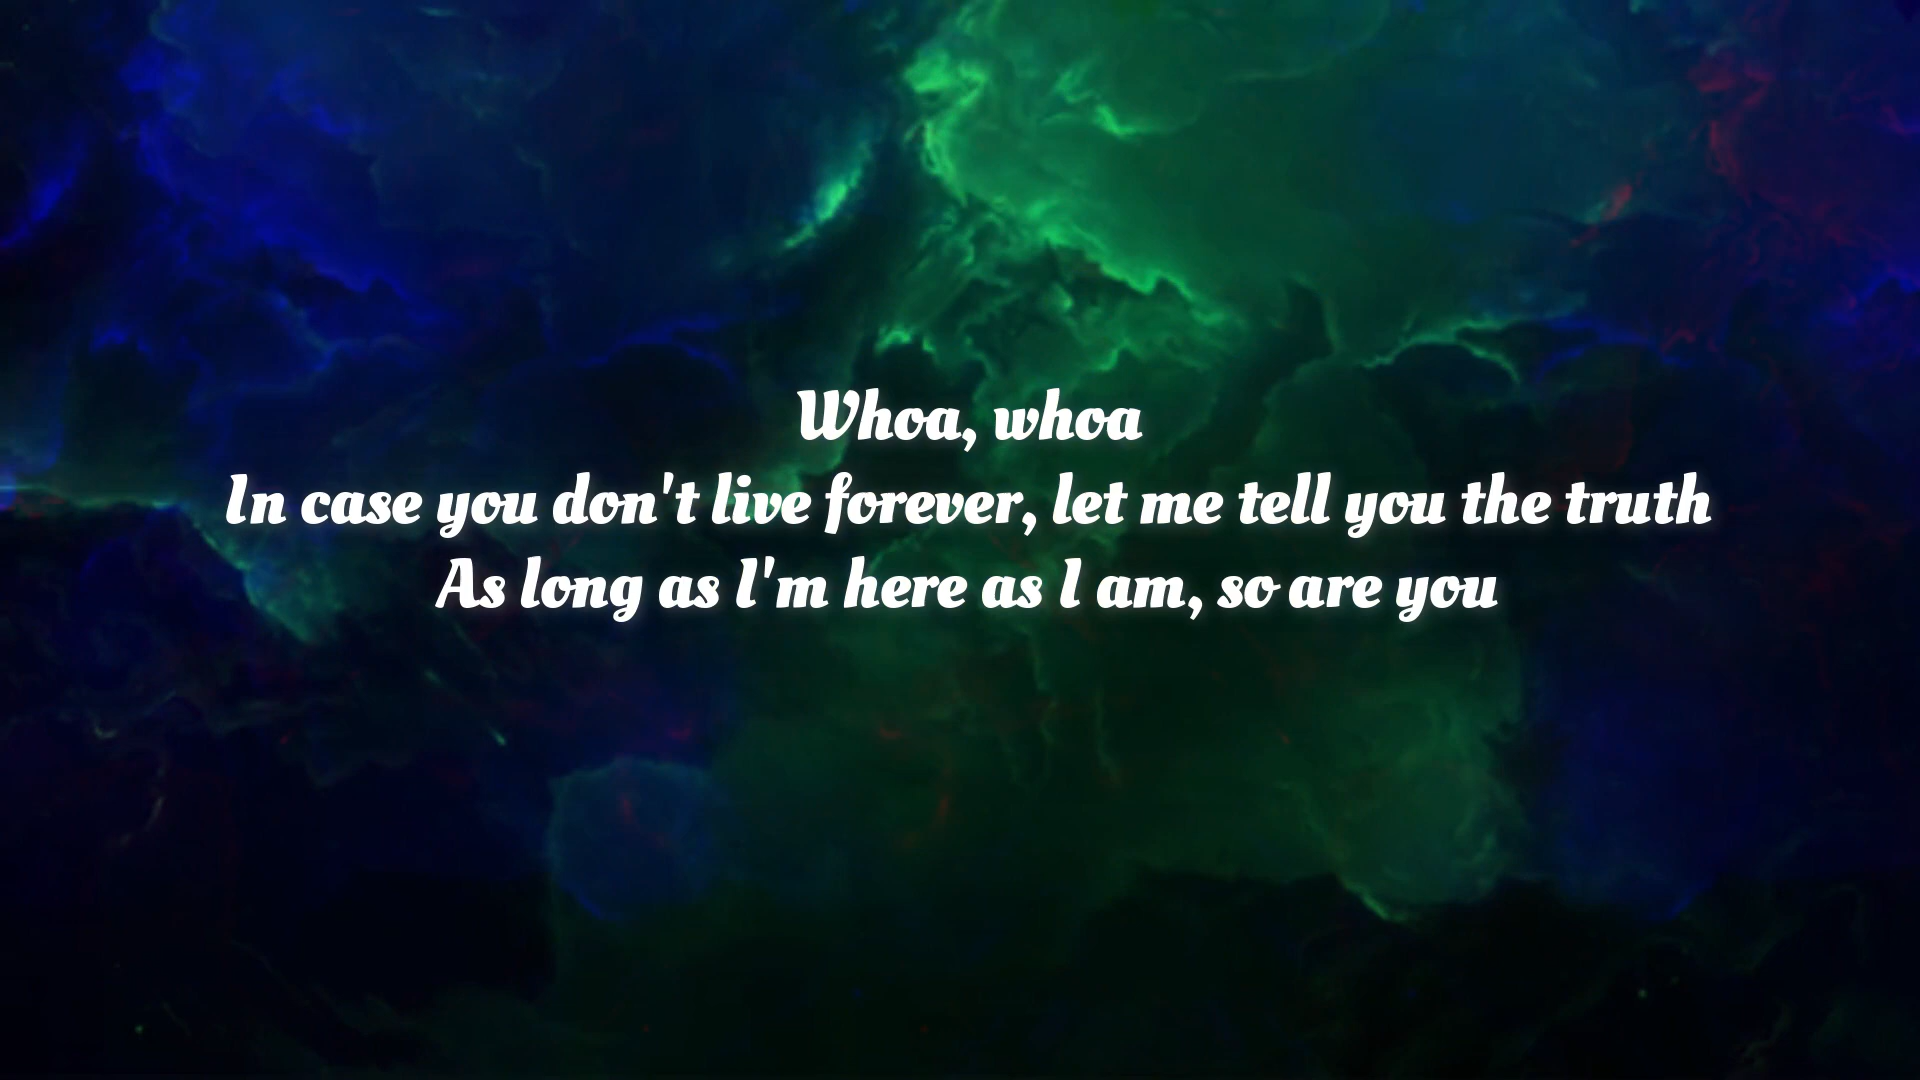 Whoa, whoa
In case you don't live forever, let me tell you the truth
As long as I'm here as I am, so are you